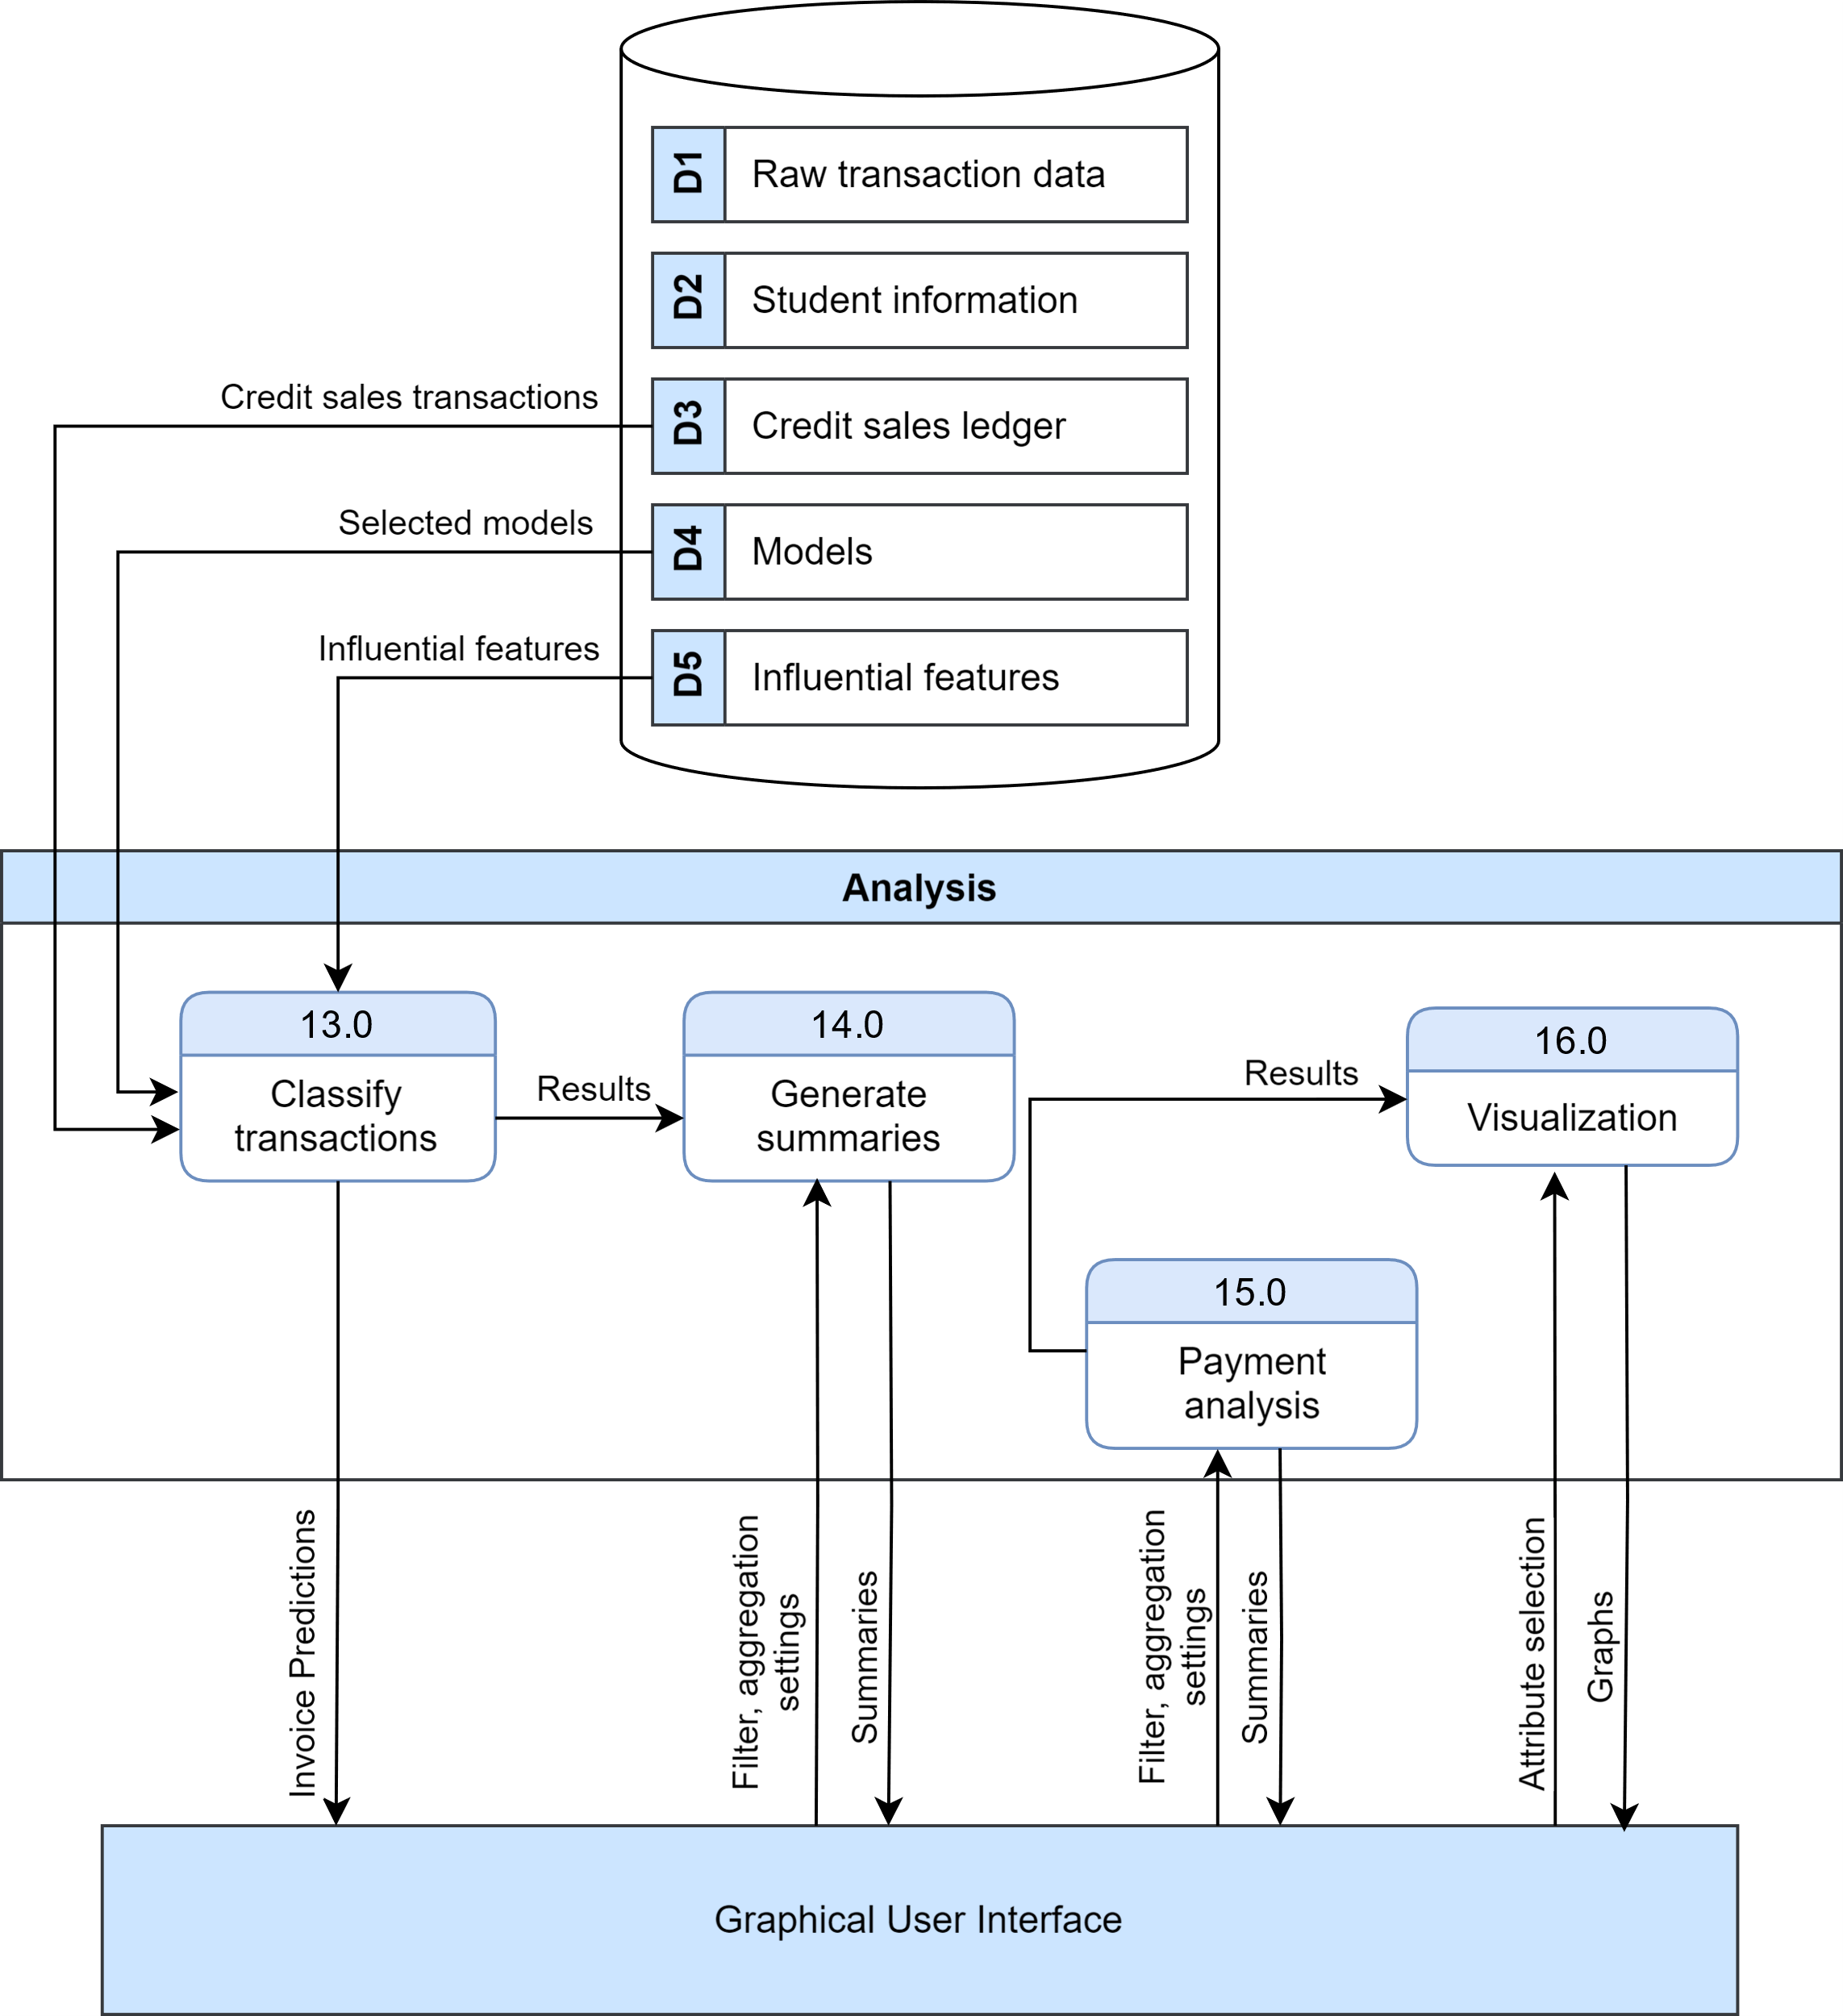 D1
Raw transaction data
D2
Student information
Credit sales transactions
D3
Credit sales ledger
Selected models
D4
Models
Influential features
D5
Influential features
Analysis
13.0
Classify
transactions
Results
14.0
Generate
summaries
Results
16.0
Visualization
15.0
Payment
analysis
Invoice Predictions
Filter, aggregation
settings
Summaries
Filter, aggregation
settings
Summaries
Attribute selection
Graphs
Graphical User Interface